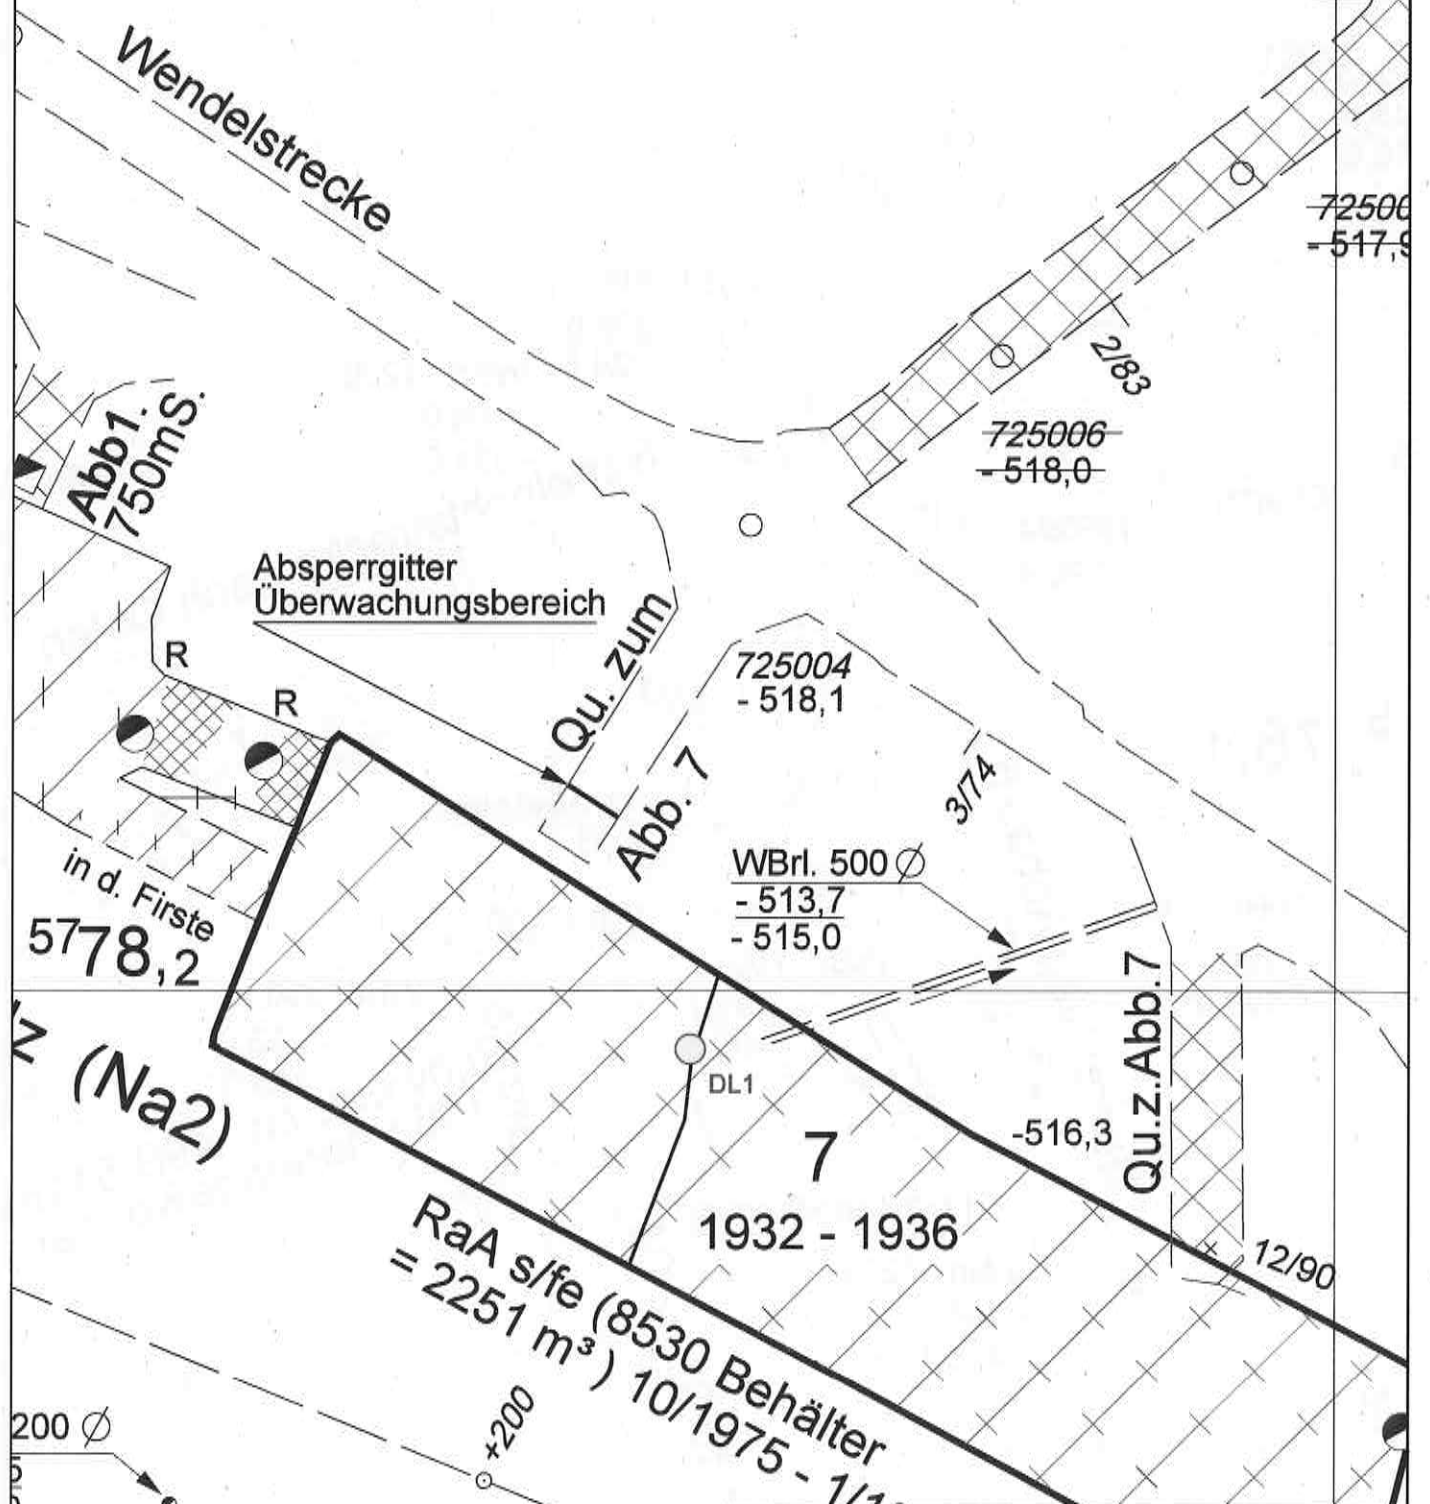 Wendelstrecke
72500
- 517,9
2/83
725006
- 518,0
Abb1.
750mS.
Absperrgitter
Überwachungsbereich
Qu. zum
Abb. 7
725004
- 518,1
R
R
3/74
WBrl. 500 ∅
- 513,7
- 515,0
in d. Firste
5778,2
(Na2)
Qu.z.Abb.7
DL1
-516,3
7
1932 - 1936
12/90
RaA s/fe (8530 Behälter
= 2251 m³ ) 10/1975 - 1/1
+200
200 ∅